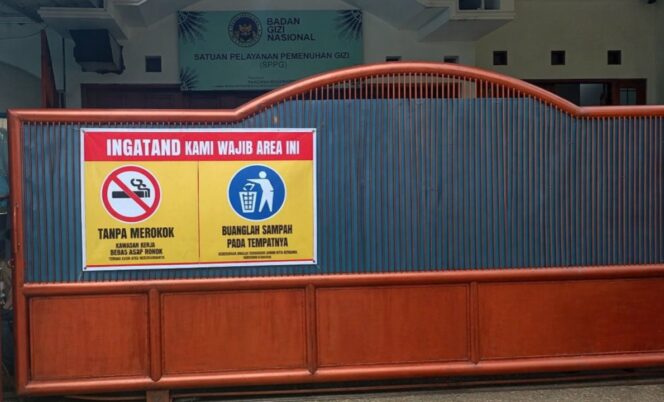 BADAN
GIZI
NASIONAL
SATUAN PELAYANAN PEMENUHAN GIZI
(SPPG)
INGATAND KAMI WAJIB AREA INI
TANPA MEROKOK
KAWASAN KERJA
BEBAS ASAP ROKOK
BUANGLAH SAMPAH
PADA TEMPATNYA